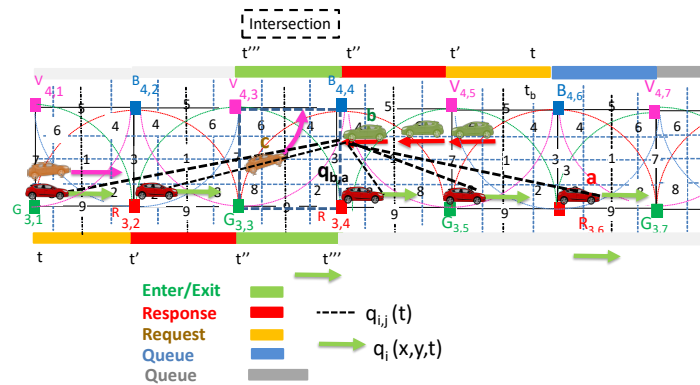 Intersection
t''' t'' t' t
V4,1 B4,2 V4,3 B4,4 V4,5 tb B4,6 V4,7
5 5 5 5
6 4 6 4 b 6 4 6
c
7 1 3 1 1 3 1 7
qb,a a
2 8 2 8 2 8
9 9 9 9
G3,1 R3,2 G3,3 R3,4 G3,5 R3,6 G3,7
t t' t'' t'''
Enter/Exit
Response
Request
Queue
Queue
qi,j (t)
qi (x,y,t)